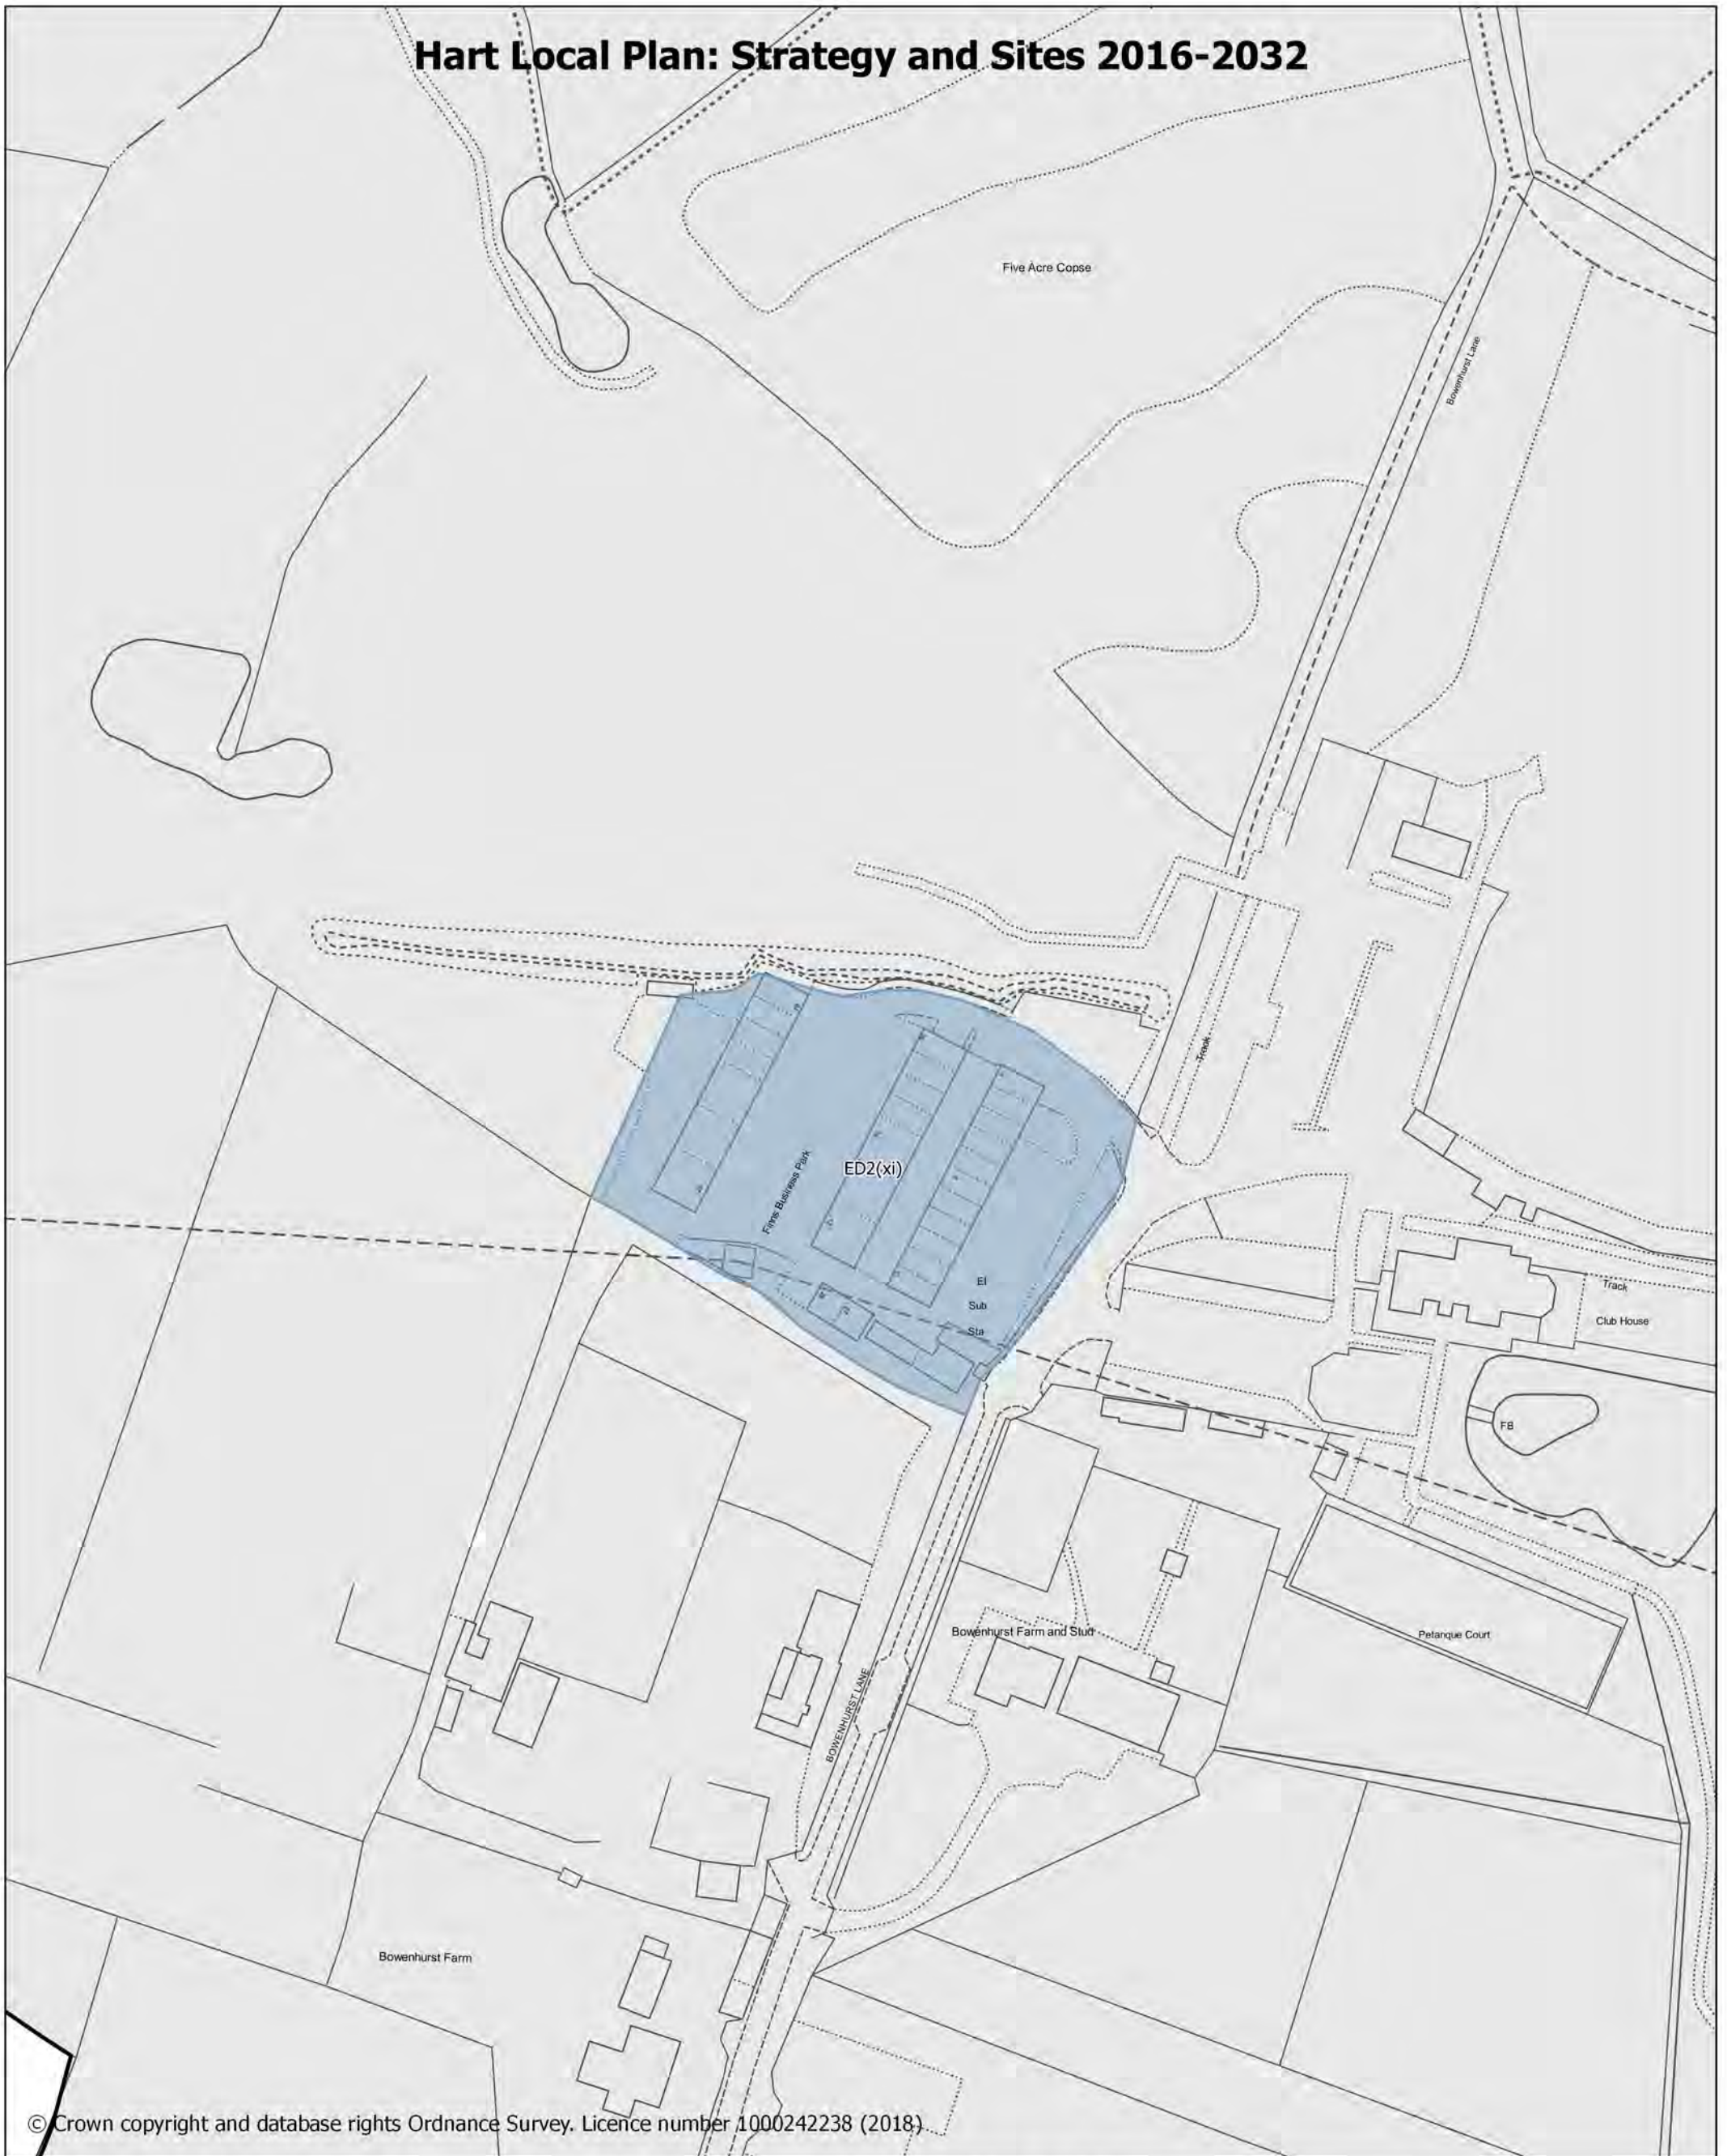 Hart Local Plan: Strategy and Sites 2016-2032
Five Acre Copse
Bowenhurst Lane
Track
Finns Business Park
ED2(xi)
El
Sub
Sta
Track
Club House
FB
Bowenhurst Farm and Stud
Petanque Court
BOWENHURST LANE
Bowenhurst Farm
© Crown copyright and database rights Ordnance Survey. Licence number 1000242238 (2018)